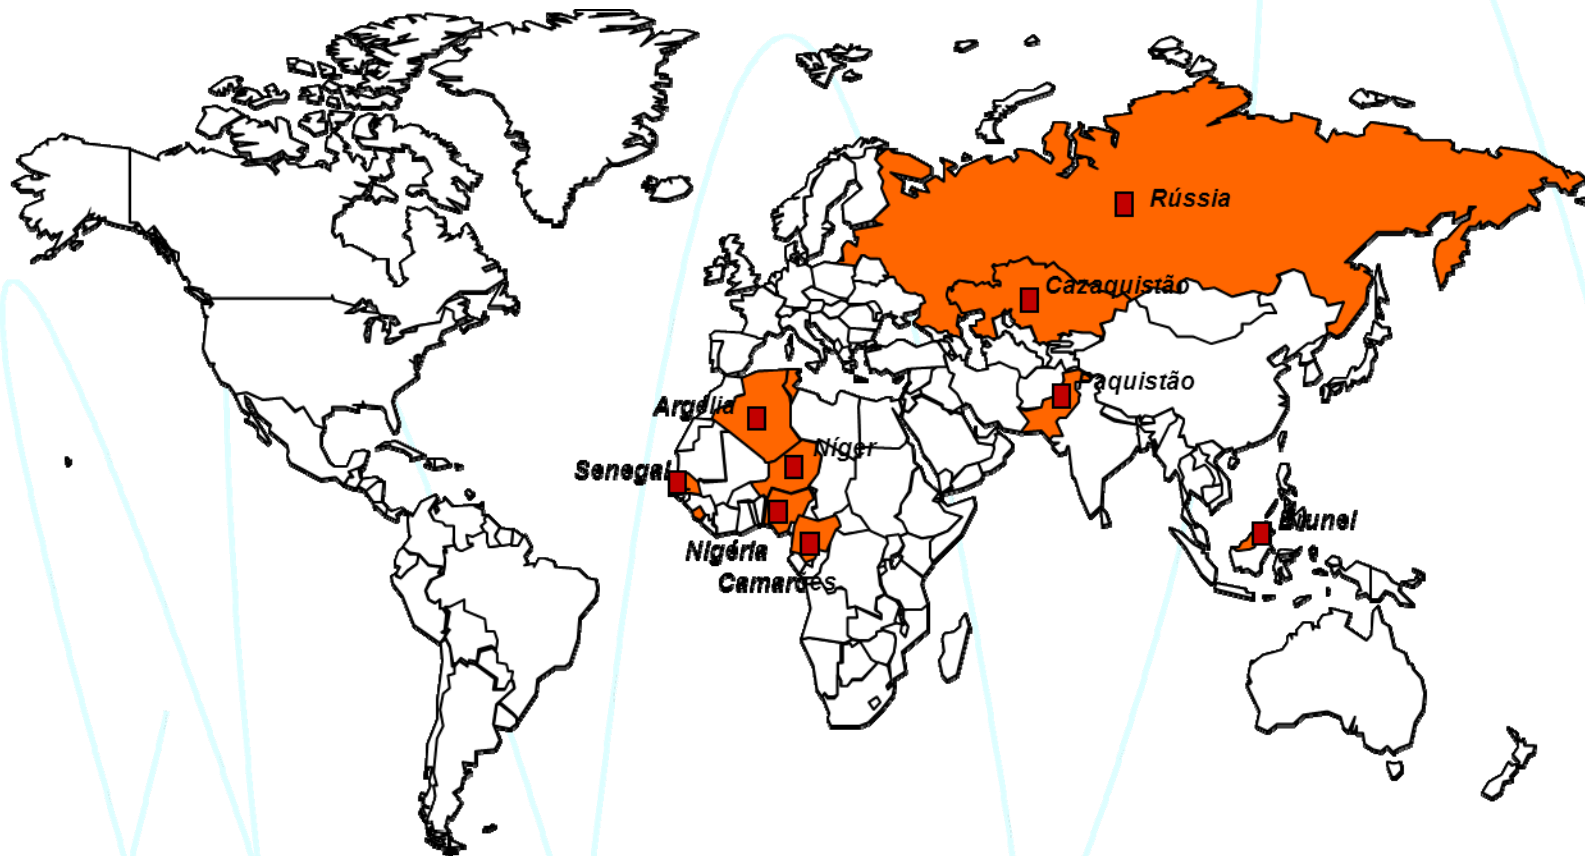 Rússia
Cazaquistão
Paquistão
Argélia
Níger
Senegal
Brunei
Nigéria
Camarões